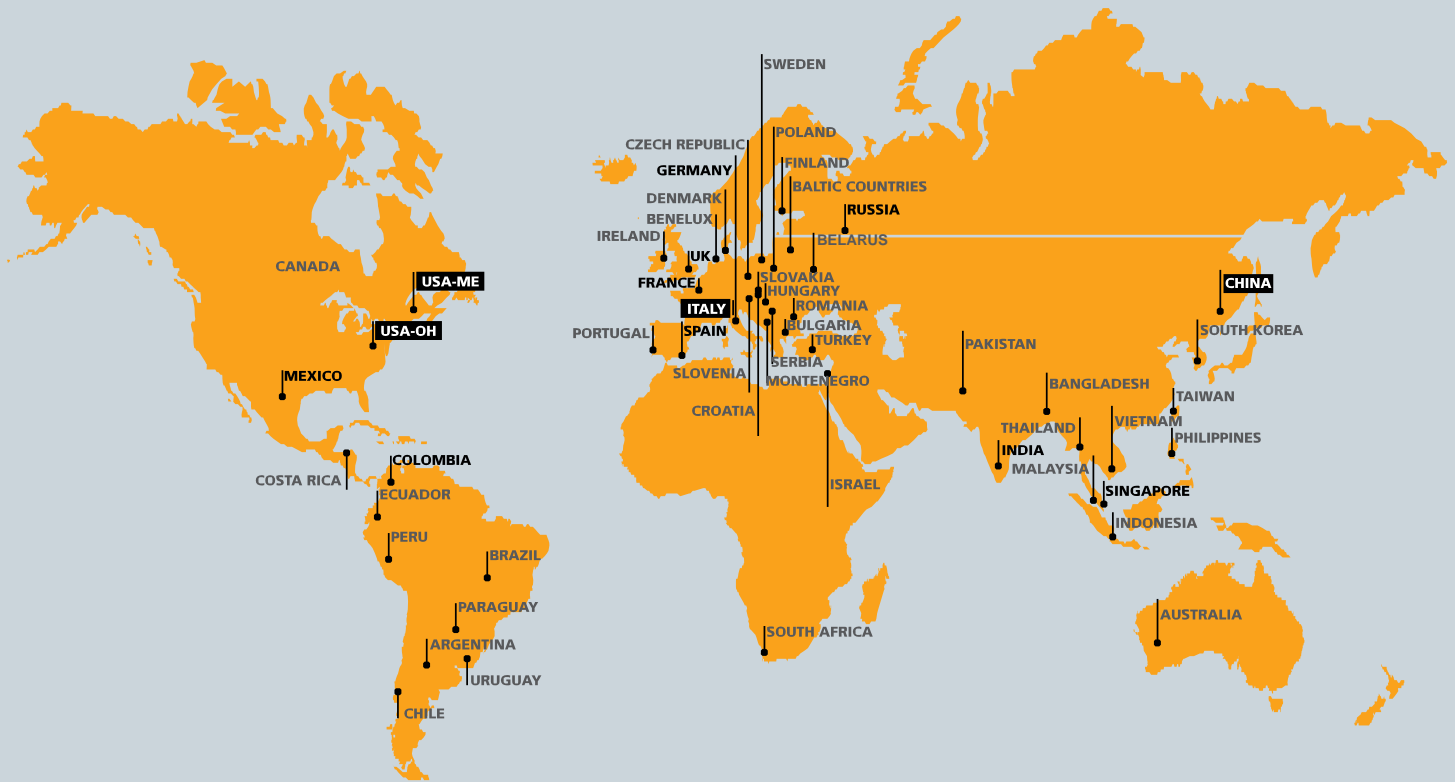 SWEDEN
POLAND
CZECH REPUBLIC
FINLAND
GERMANY
BALTIC COUNTRIES
DENMARK
RUSSIA
BENELUX
IRELAND
BELARUS
UK
CANADA
SLOVAKIA
USA-ME
FRANCE
CHINA
HUNGARY
ROMANIA
ITALY
BULGARIA
USA-OH
SPAIN
SOUTH KOREA
PORTUGAL
TURKEY
PAKISTAN
SERBIA
SLOVENIA
MEXICO
MONTENEGRO
BANGLADESH
TAIWAN
CROATIA
VIETNAM
THAILAND
PHILIPPINES
INDIA
COLOMBIA
MALAYSIA
COSTA RICA
ISRAEL
SINGAPORE
ECUADOR
INDONESIA
PERU
BRAZIL
PARAGUAY
AUSTRALIA
SOUTH AFRICA
ARGENTINA
URUGUAY
CHILE